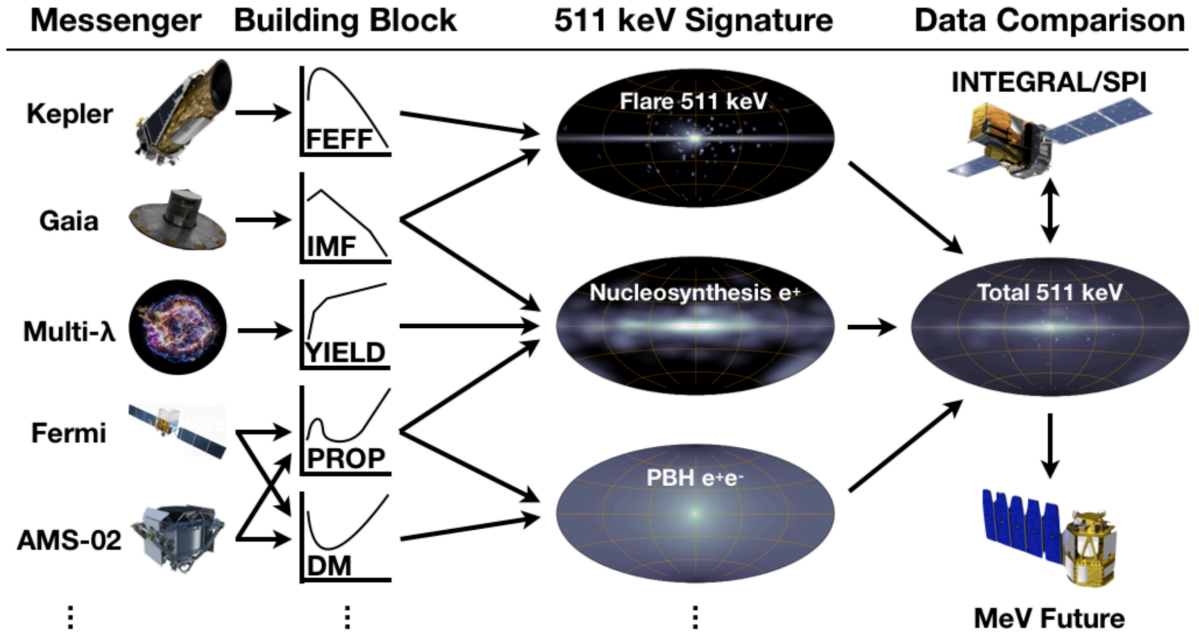 Messenger Building Block 511 keV Signature Data Comparison
Kepler
FEFF
Flare 511 keV
INTEGRAL/SPI
Gaia
IMF
Multi-λ
YIELD
Nucleosynthesis e⁺
Total 511 keV
Fermi
PROP
PBH e⁺e⁻
AMS-02
DM
⋮ ⋮ ⋮
MeV Future